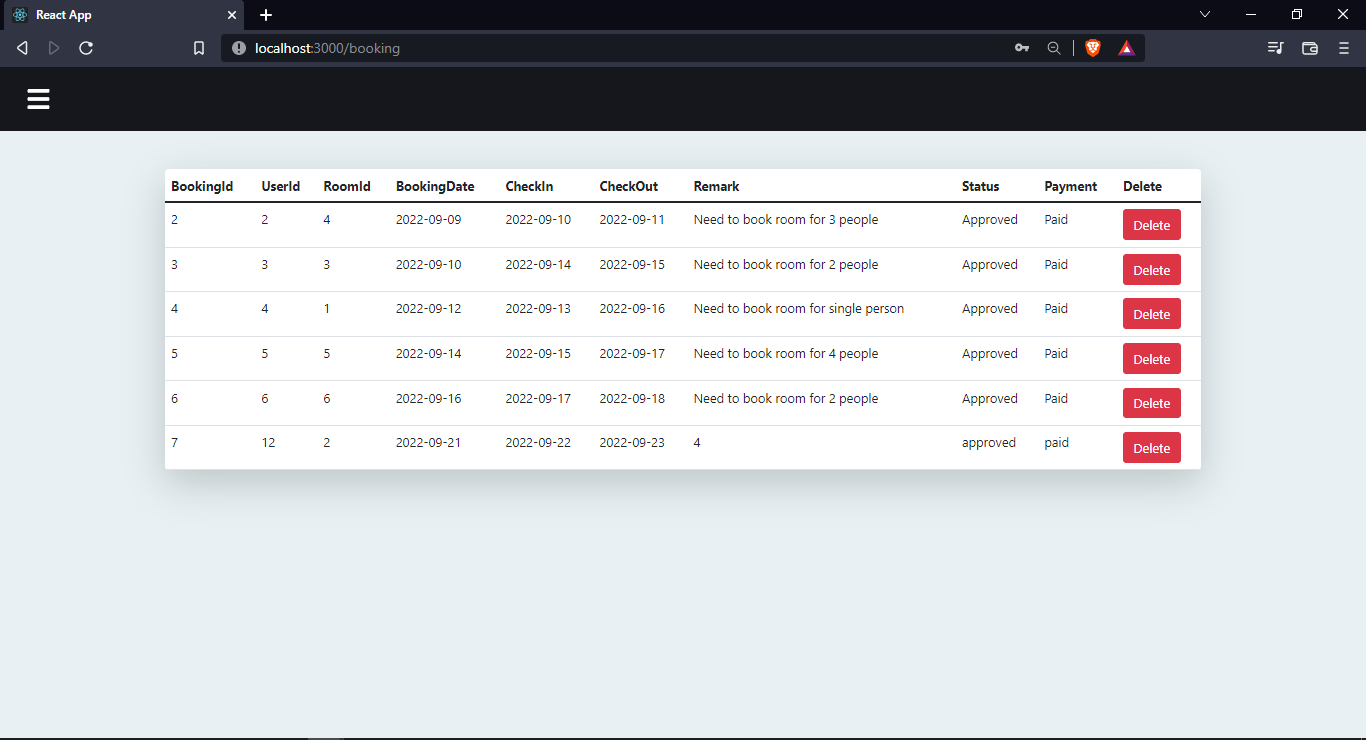 React App
localhost:3000/booking
BookingId UserId RoomId BookingDate CheckIn CheckOut Remark Status Payment Delete
2 2 4 2022-09-09 2022-09-10 2022-09-11 Need to book room for 3 people Approved Paid Delete
3 3 3 2022-09-10 2022-09-14 2022-09-15 Need to book room for 2 people Approved Paid Delete
4 4 1 2022-09-12 2022-09-13 2022-09-16 Need to book room for single person Approved Paid Delete
5 5 5 2022-09-14 2022-09-15 2022-09-17 Need to book room for 4 people Approved Paid Delete
6 6 6 2022-09-16 2022-09-17 2022-09-18 Need to book room for 2 people Approved Paid Delete
7 12 2 2022-09-21 2022-09-22 2022-09-23 4 approved paid Delete